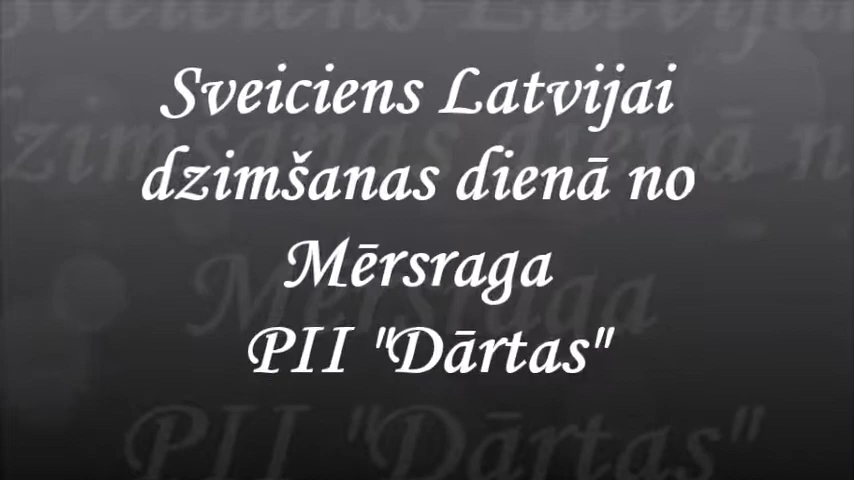 Sveiciens Latvijai
dzimšanas dienā no
Mērsraga
PII "Dārtas"